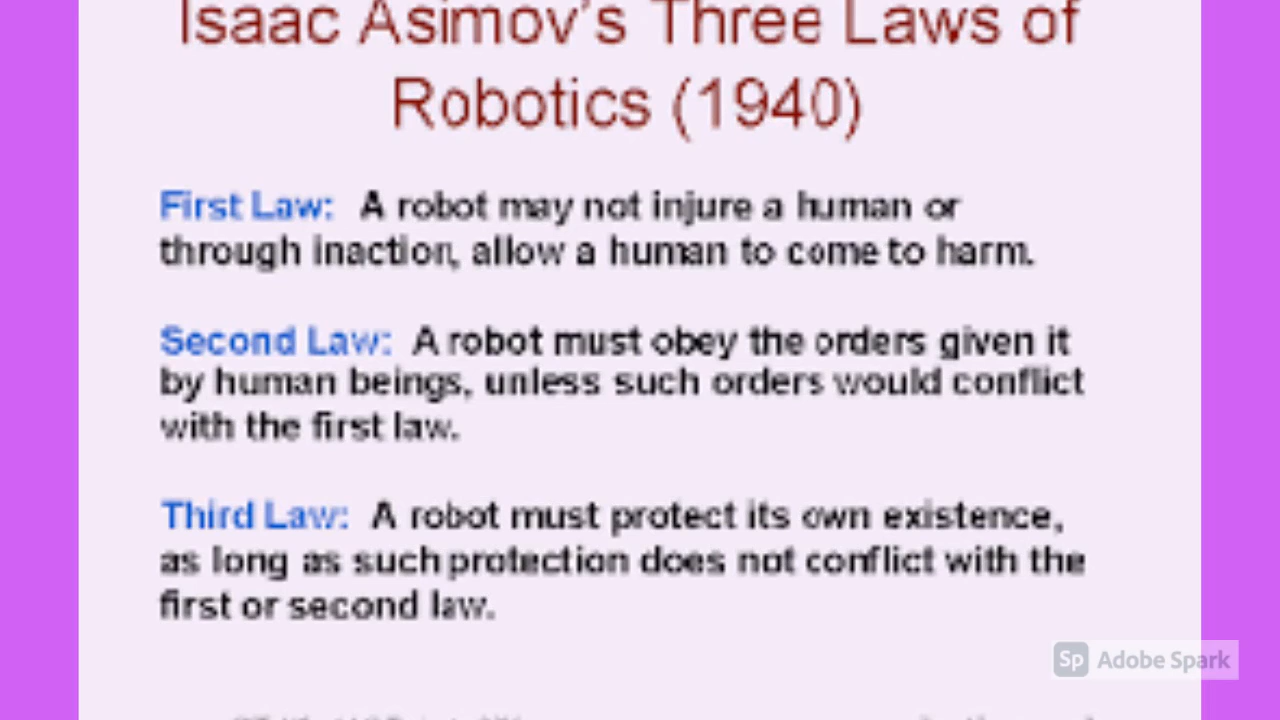 Isaac Asimov's Three Laws of
Robotics (1940)
First Law: A robot may not injure a human or
through inaction, allow a human to come to harm.
Second Law: A robot must obey the orders given it
by human beings, unless such orders would conflict
with the first law.
Third Law: A robot must protect its own existence,
as long as such protection does not conflict with the
first or second law.
Sp Adobe Spark